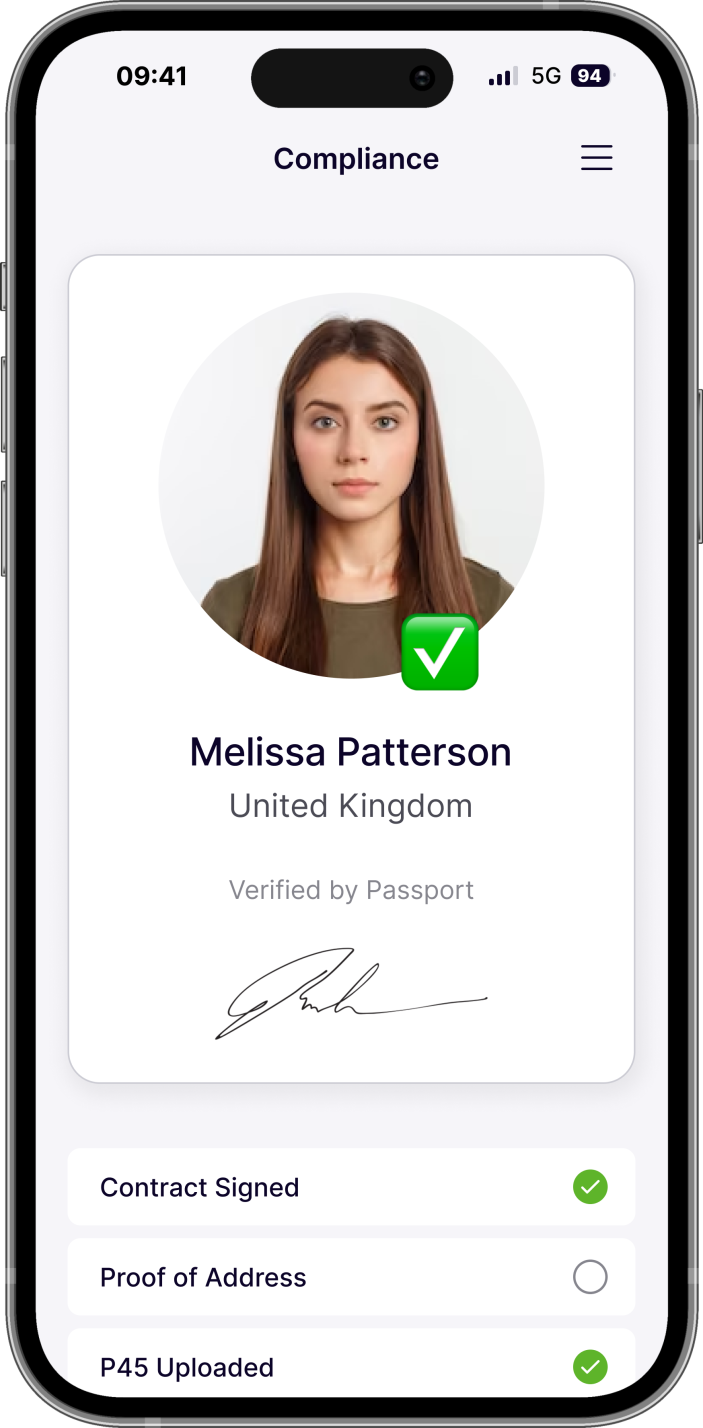 09:41 5G 94
Compliance
Melissa Patterson
United Kingdom
Verified by Passport
Contract Signed
Proof of Address
P45 Uploaded